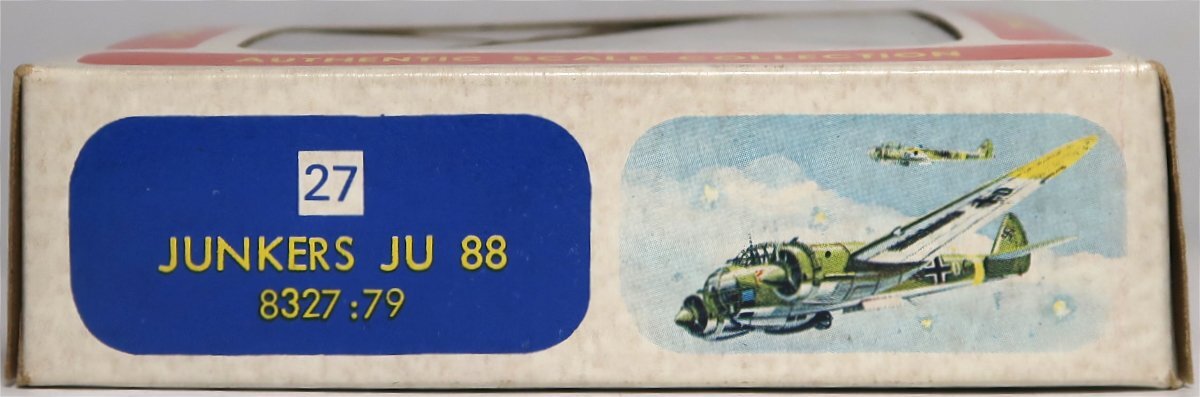 AUTHENTIC SCALE COLLECTION
27
JUNKERS JU 88
8327:79